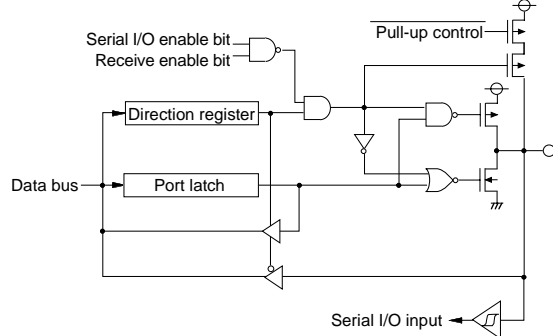 Serial I/O enable bit
Receive enable bit
Pull-up control
Direction register
Data bus
Port latch
Serial I/O input